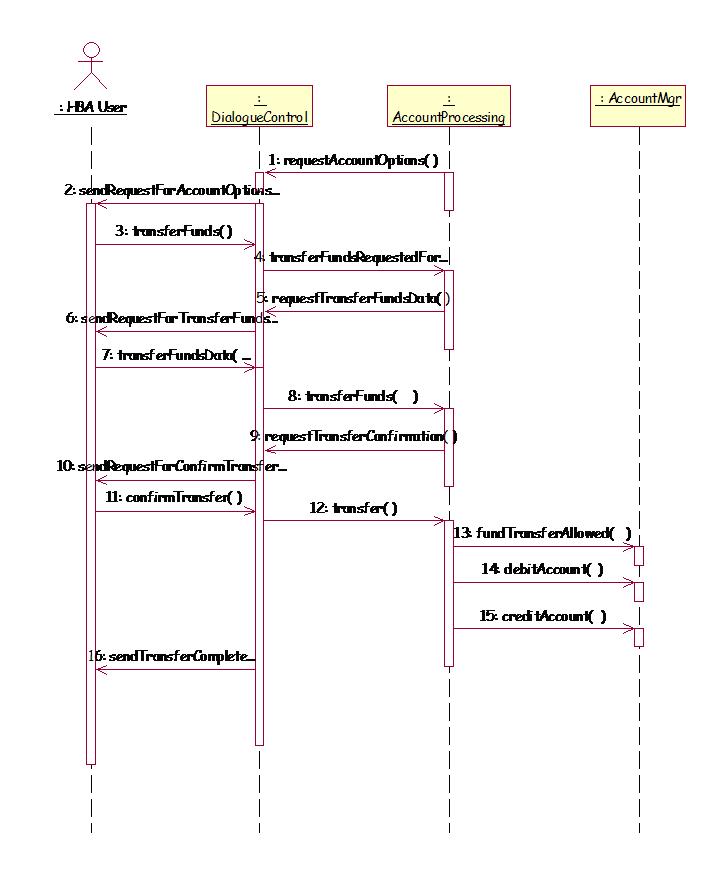 : HBA User
:
DialogueControl
:
AccountProcessing
: AccountMgr
1: requestAccountOptions( )
2: sendRequestForAccountOptions...
3: transferFunds( )
4: transferFundsRequestedFor...
5: requestTransferFundsData( )
6: sendRequestForTransferFunds...
7: transferFundsData( ...
8: transferFunds( )
9: requestTransferConfirmation( )
10: sendRequestForConfirmTransfer...
11: confirmTransfer( )
12: transfer( )
13: fundTransferAllowed( )
14: debitAccount( )
15: creditAccount( )
16: sendTransferComplete...